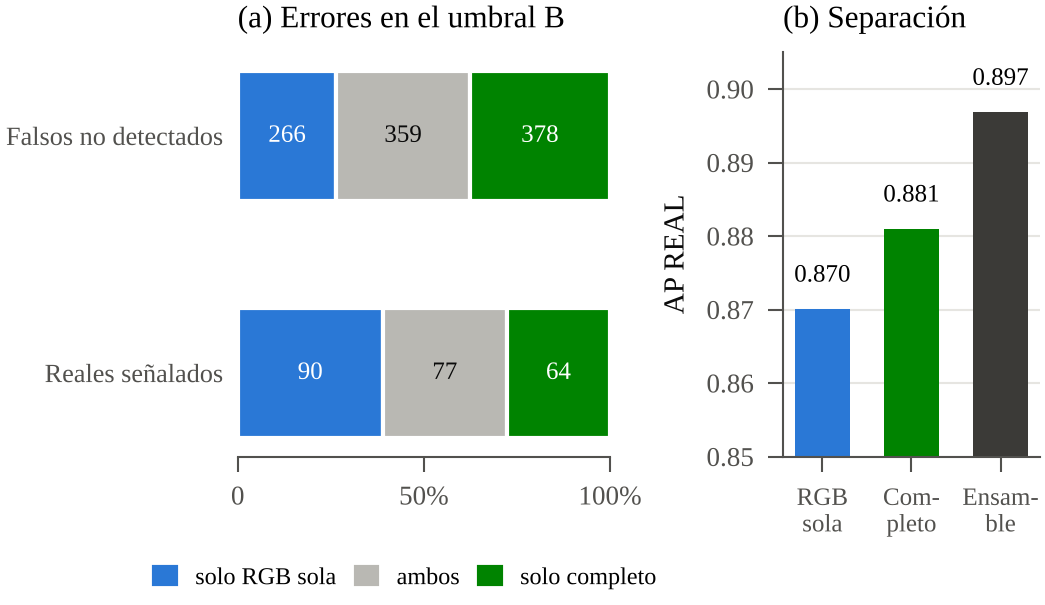 (a) Errores en el umbral B
Falsos no detectados
266 359 378
Reales señalados
90 77 64
0 50% 100%
solo RGB sola ambos solo completo
(b) Separación
AP REAL
0.90
0.89
0.88
0.87
0.86
0.85
0.870
0.881
0.897
RGB
sola
Com-
pleto
Ensam-
ble